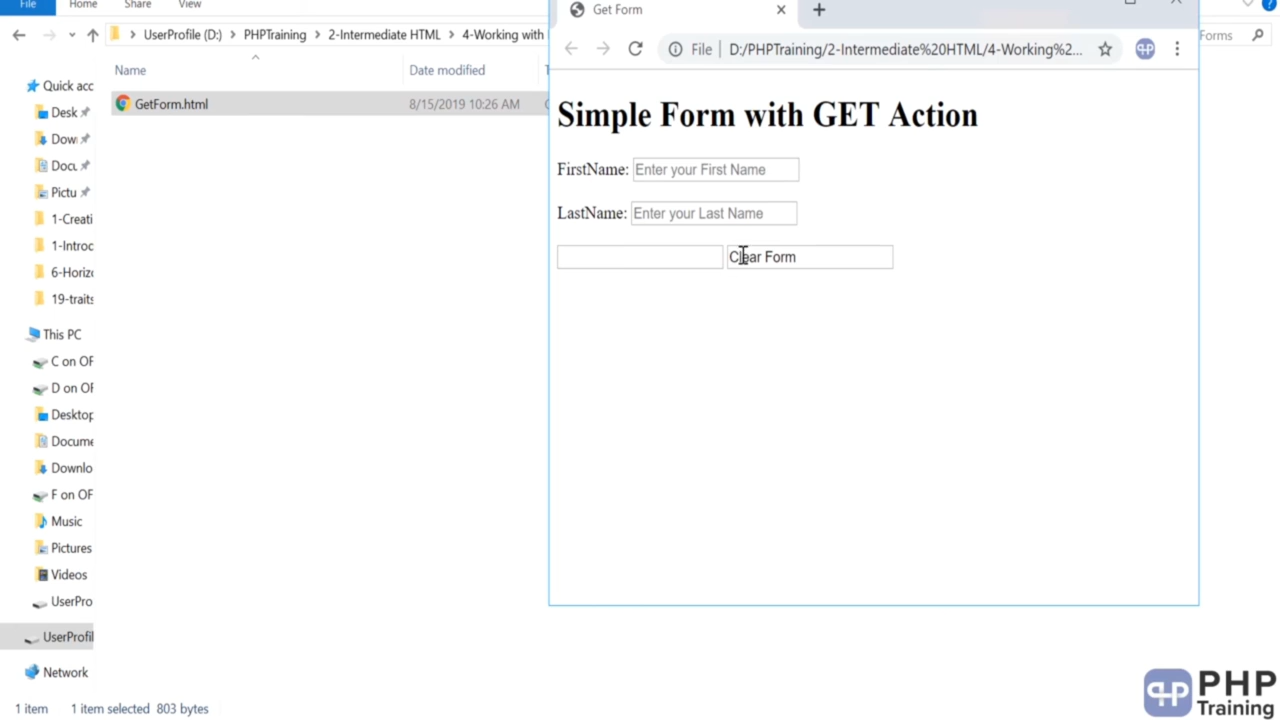 File Home Share View
UserProfile (D:) PHPTraining 2-Intermediate HTML 4-Working with
Forms
Name Date modified
GetForm.html 8/15/2019 10:26 AM
Quick acc
Desk
Dow
Docu
Pictu
1-Creati
1-Introc
6-Horizo
19-traits
This PC
C on OF
D on OF
Desktop
Docume
Downlo
F on OF
Music
Pictures
Videos
UserPro
UserProfil
Network
1 item 1 item selected 803 bytes
Get Form
File D:/PHPTraining/2-Intermediate%20HTML/4-Working%2...
Simple Form with GET Action
FirstName: Enter your First Name
LastName: Enter your Last Name
Clear Form
PHP
Training